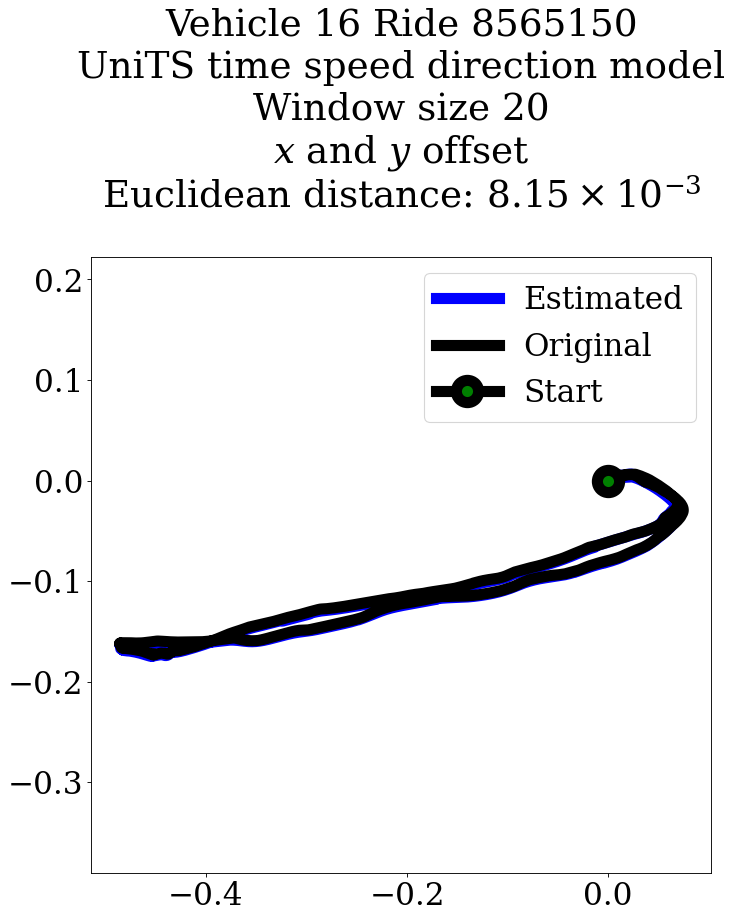 Vehicle 16 Ride 8565150
UniTS time speed direction model
Window size 20
x and y offset
Euclidean distance: 8.15 × 10⁻³
Estimated
Original
Start
0.2
0.1
0.0
−0.1
−0.2
−0.3
−0.4
−0.2
0.0